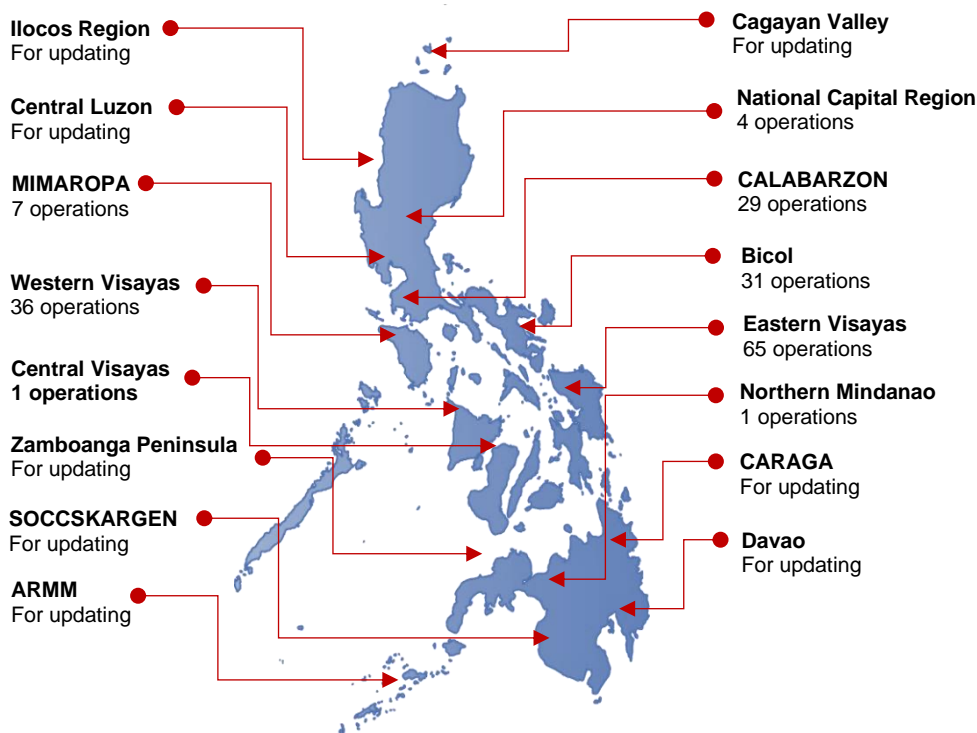 Ilocos Region
For updating
Central Luzon
For updating
MIMAROPA
7 operations
Western Visayas
36 operations
Central Visayas
1 operations
Zamboanga Peninsula
For updating
SOCCSKARGEN
For updating
ARMM
For updating
Cagayan Valley
For updating
National Capital Region
4 operations
CALABARZON
29 operations
Bicol
31 operations
Eastern Visayas
65 operations
Northern Mindanao
1 operations
CARAGA
For updating
Davao
For updating